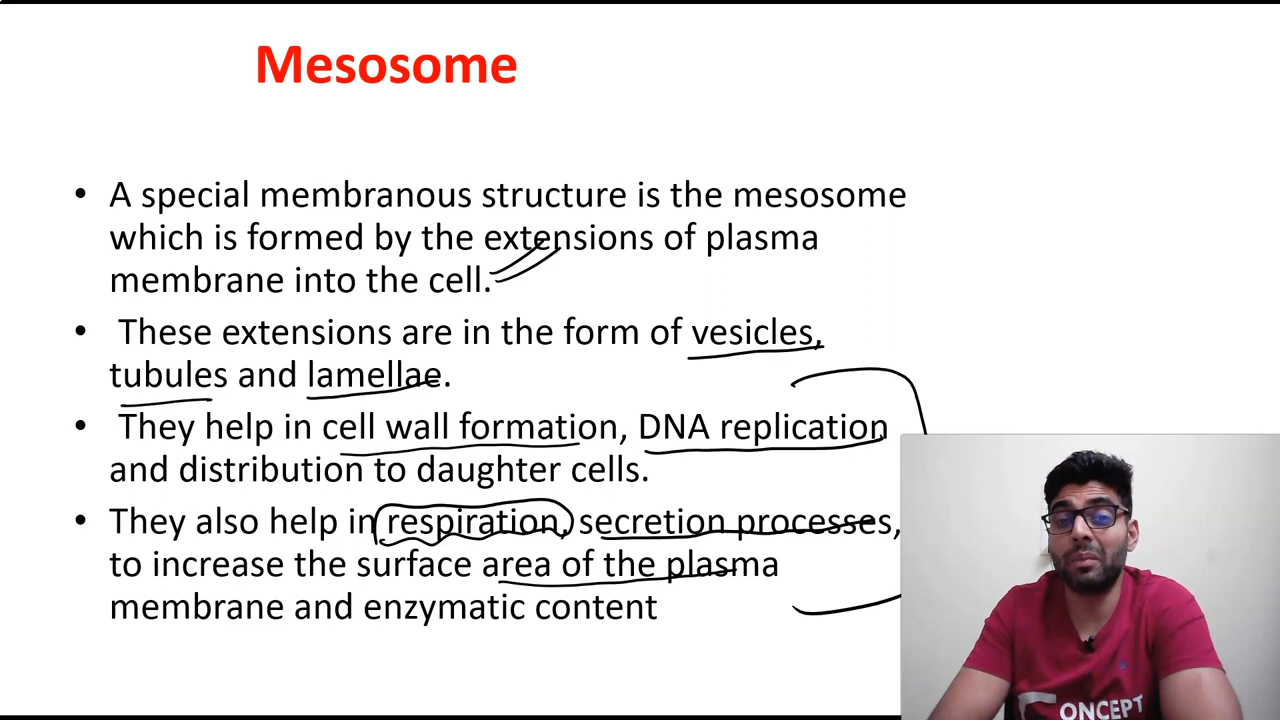 Mesosome
• A special membranous structure is the mesosome
which is formed by the extensions of plasma
membrane into the cell.
• These extensions are in the form of vesicles,
tubules and lamellae.
• They help in cell wall formation, DNA replication
and distribution to daughter cells.
• They also help in respiration, secretion processes,
to increase the surface area of the plasma
membrane and enzymatic content
ONCEPT